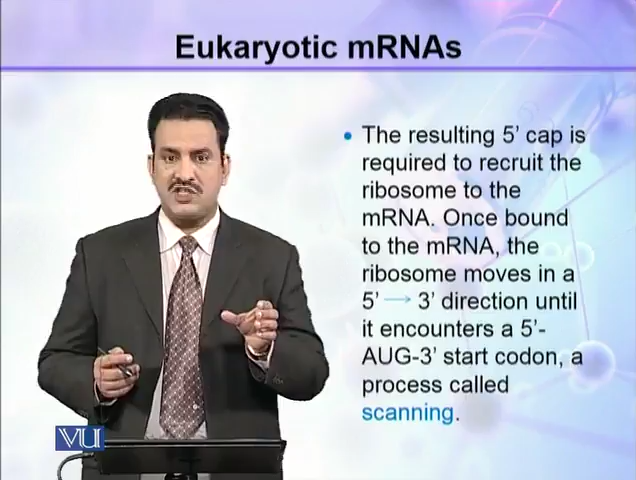 Eukaryotic mRNAs
• The resulting 5’ cap is
required to recruit the
ribosome to the
mRNA. Once bound
to the mRNA, the
ribosome moves in a
5’ → 3’ direction until
it encounters a 5’-
AUG-3’ start codon, a
process called
scanning.
VU